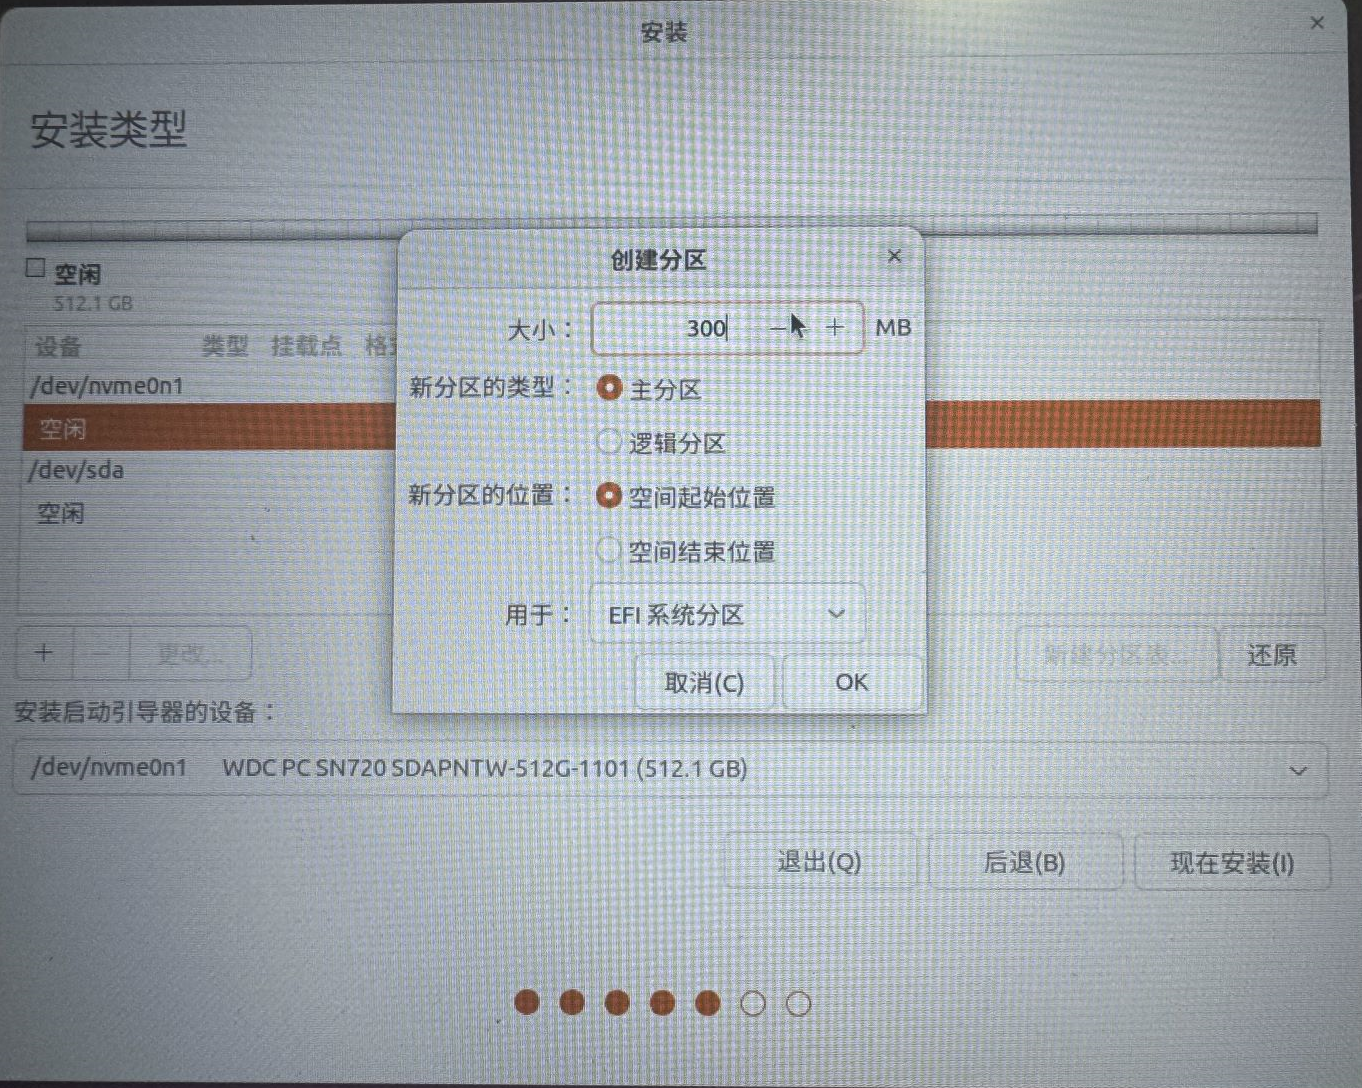 安装
安装类型
空闲
512.1 GB
设备 类型 挂载点
/dev/nvme0n1
空闲
/dev/sda
空闲
创建分区
大小： 300 MB
新分区的类型： 主分区
逻辑分区
新分区的位置： 空间起始位置
空间结束位置
用于： EFI 系统分区
取消(C) OK
+ − 更改... 新建分区表... 还原
安装启动引导器的设备：
/dev/nvme0n1 WDC PC SN720 SDAPNTW-512G-1101 (512.1 GB)
退出(Q) 后退(B) 现在安装(I)